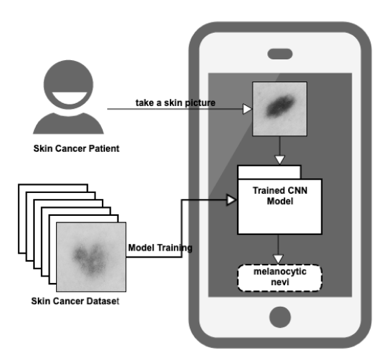 take a skin picture
Skin Cancer Patient
Trained CNN
Model
Model Training
melanocytic
nevi
Skin Cancer Dataset